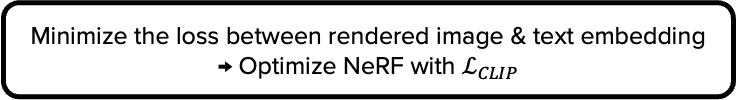 Minimize the loss between rendered image & text embedding
→ Optimize NeRF with ℒ_CLIP